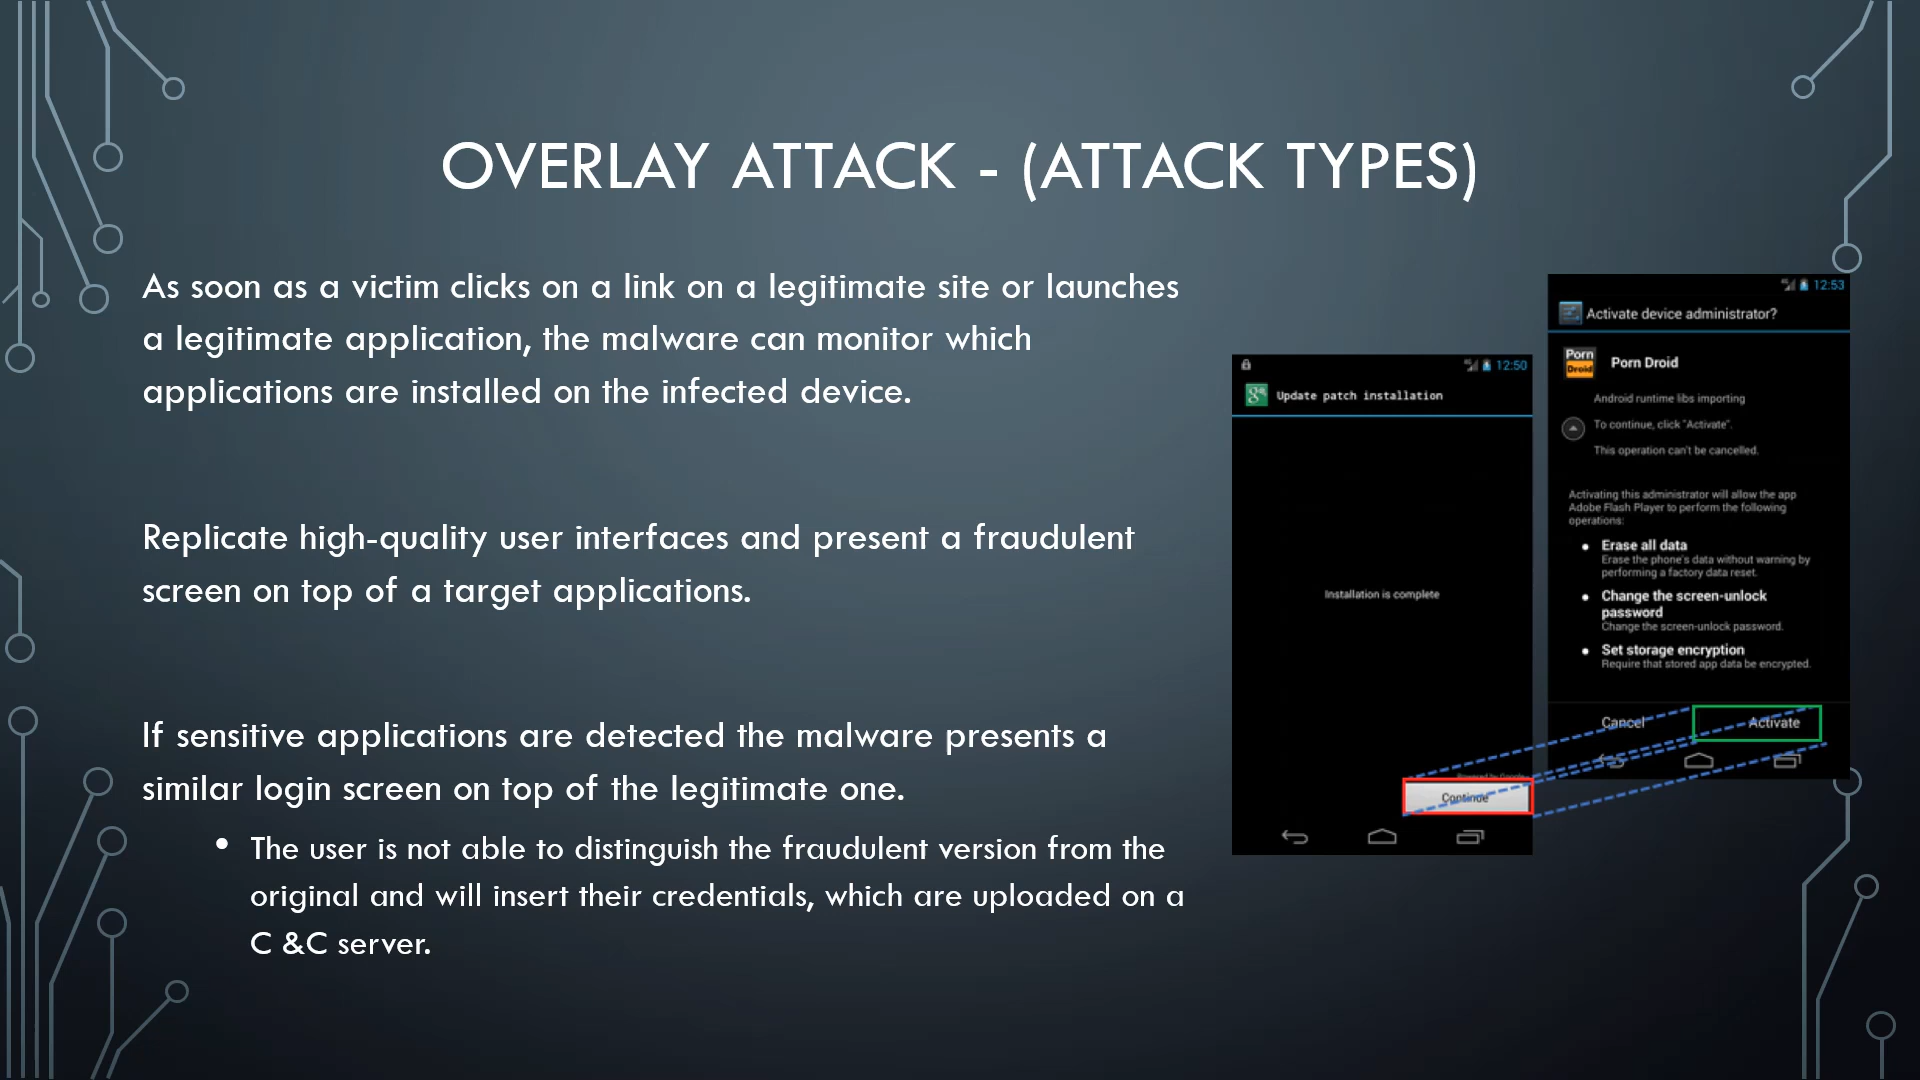 OVERLAY ATTACK - (ATTACK TYPES)
As soon as a victim clicks on a link on a legitimate site or launches
a legitimate application, the malware can monitor which
applications are installed on the infected device.
Replicate high-quality user interfaces and present a fraudulent
screen on top of a target applications.
If sensitive applications are detected the malware presents a
similar login screen on top of the legitimate one.
• The user is not able to distinguish the fraudulent version from the
original and will insert their credentials, which are uploaded on a
C &C server.
12:50
Update patch installation
Installation is complete
Powered by Google
Continue
12:53
Activate device administrator?
Porn Droid
Porn Droid
Android runtime libs importing
To continue, click "Activate".
This operation can't be cancelled.
Activating this administrator will allow the app
Adobe Flash Player to perform the following
operations:
• Erase all data
Erase the phone's data without warning by
performing a factory data reset.
• Change the screen-unlock
password
Change the screen-unlock password.
• Set storage encryption
Require that stored app data be encrypted.
Cancel Activate